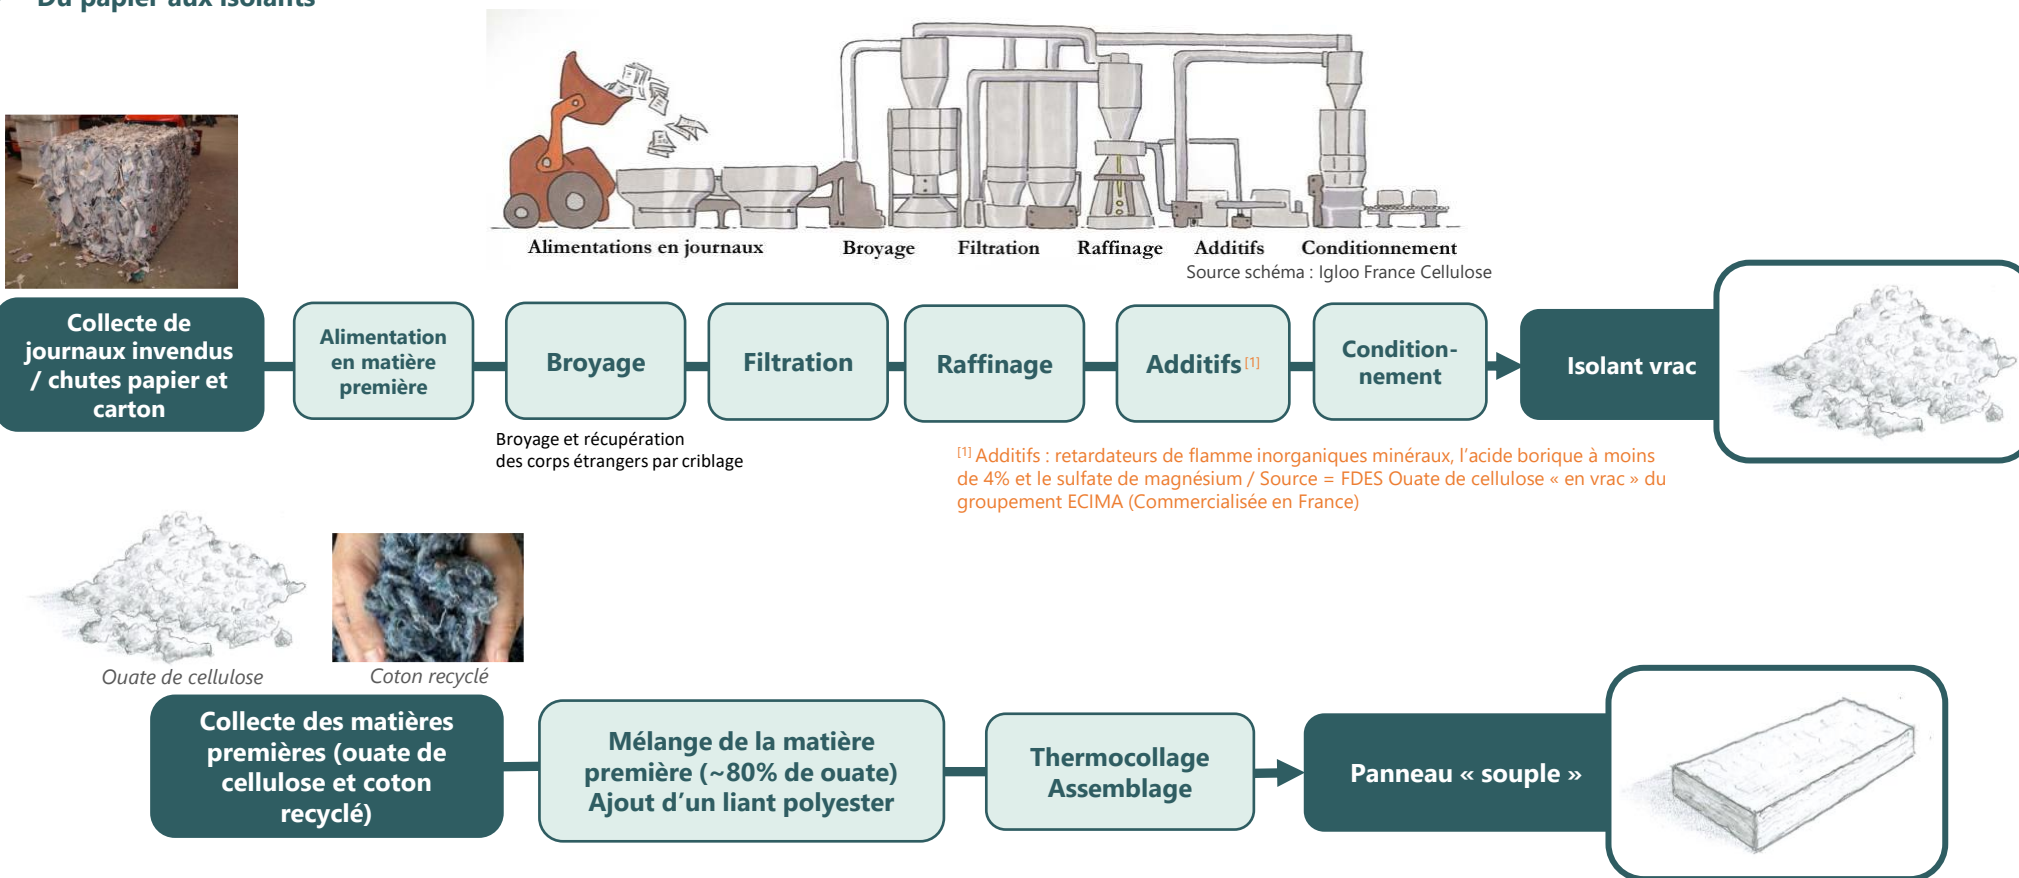 Du papier aux isolants
Alimentations en journaux
Broyage
Filtration
Raffinage
Additifs
Conditionnement
Source schéma : Igloo France Cellulose
Collecte de
journaux invendus
/ chutes papier et
carton
Alimentation
en matière
première
Broyage
Filtration
Raffinage
Additifs [1]
Condition-
nement
Isolant vrac
Broyage et récupération
des corps étrangers par criblage
[1] Additifs : retardateurs de flamme inorganiques minéraux, l’acide borique à moins
de 4% et le sulfate de magnésium / Source = FDES Ouate de cellulose « en vrac » du
groupement ECIMA (Commercialisée en France)
Ouate de cellulose
Coton recyclé
Collecte des matières
premières (ouate de
cellulose et coton
recyclé)
Mélange de la matière
première (~80% de ouate)
Ajout d’un liant polyester
Thermocollage
Assemblage
Panneau « souple »